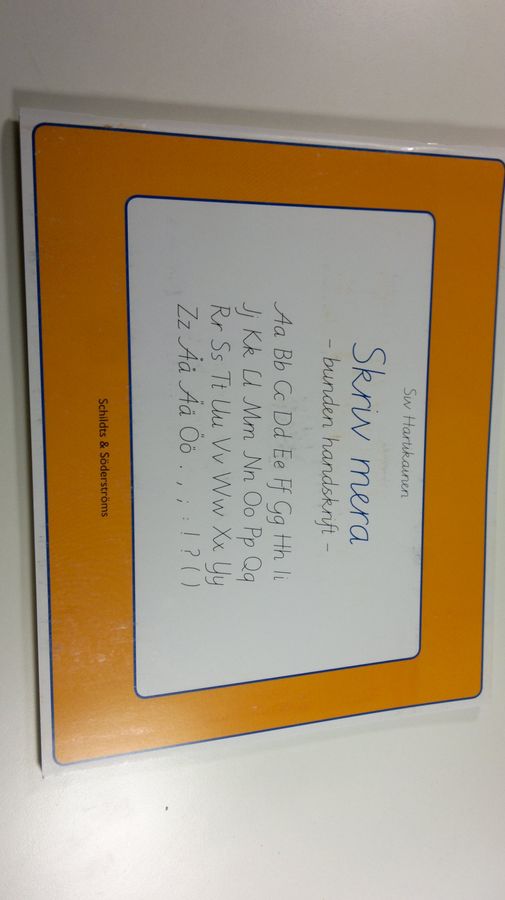 Siv Hartikainen
Skriv mera
- bunden handskrift -
Aa Bb Cc Dd Ee Ff Gg Hh Ii
Jj Kk Ll Mm Nn Oo Pp Qq
Rr Ss Tt Uu Vv Ww Xx Yy
Zz Åå Ää Öö . , ; : ! ? ( )
Schildts & Söderströms